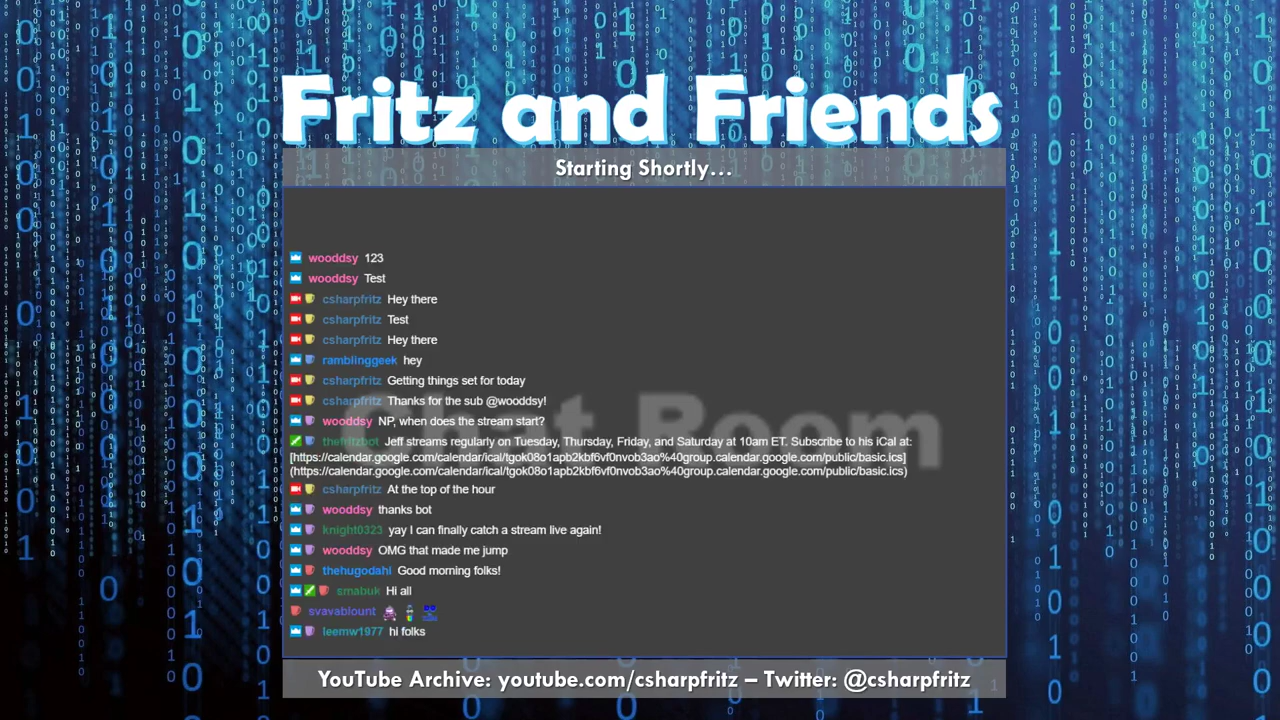 Fritz and Friends
Starting Shortly...
Chat Room
wooddsy 123
wooddsy Test
csharpfritz Hey there
csharpfritz Test
csharpfritz Hey there
ramblinggeek hey
csharpfritz Getting things set for today
csharpfritz Thanks for the sub @wooddsy!
wooddsy NP, when does the stream start?
thefritzbot Jeff streams regularly on Tuesday, Thursday, Friday, and Saturday at 10am ET. Subscribe to his iCal at:
[https://calendar.google.com/calendar/ical/tgok08o1apb2kbf6vf0nvob3ao%40group.calendar.google.com/public/basic.ics]
(https://calendar.google.com/calendar/ical/tgok08o1apb2kbf6vf0nvob3ao%40group.calendar.google.com/public/basic.ics)
csharpfritz At the top of the hour
wooddsy thanks bot
knight0323 yay I can finally catch a stream live again!
wooddsy OMG that made me jump
thehugodahl Good morning folks!
smabuk Hi all
svavablount
leemw1977 hi folks
YouTube Archive: youtube.com/csharpfritz – Twitter: @csharpfritz